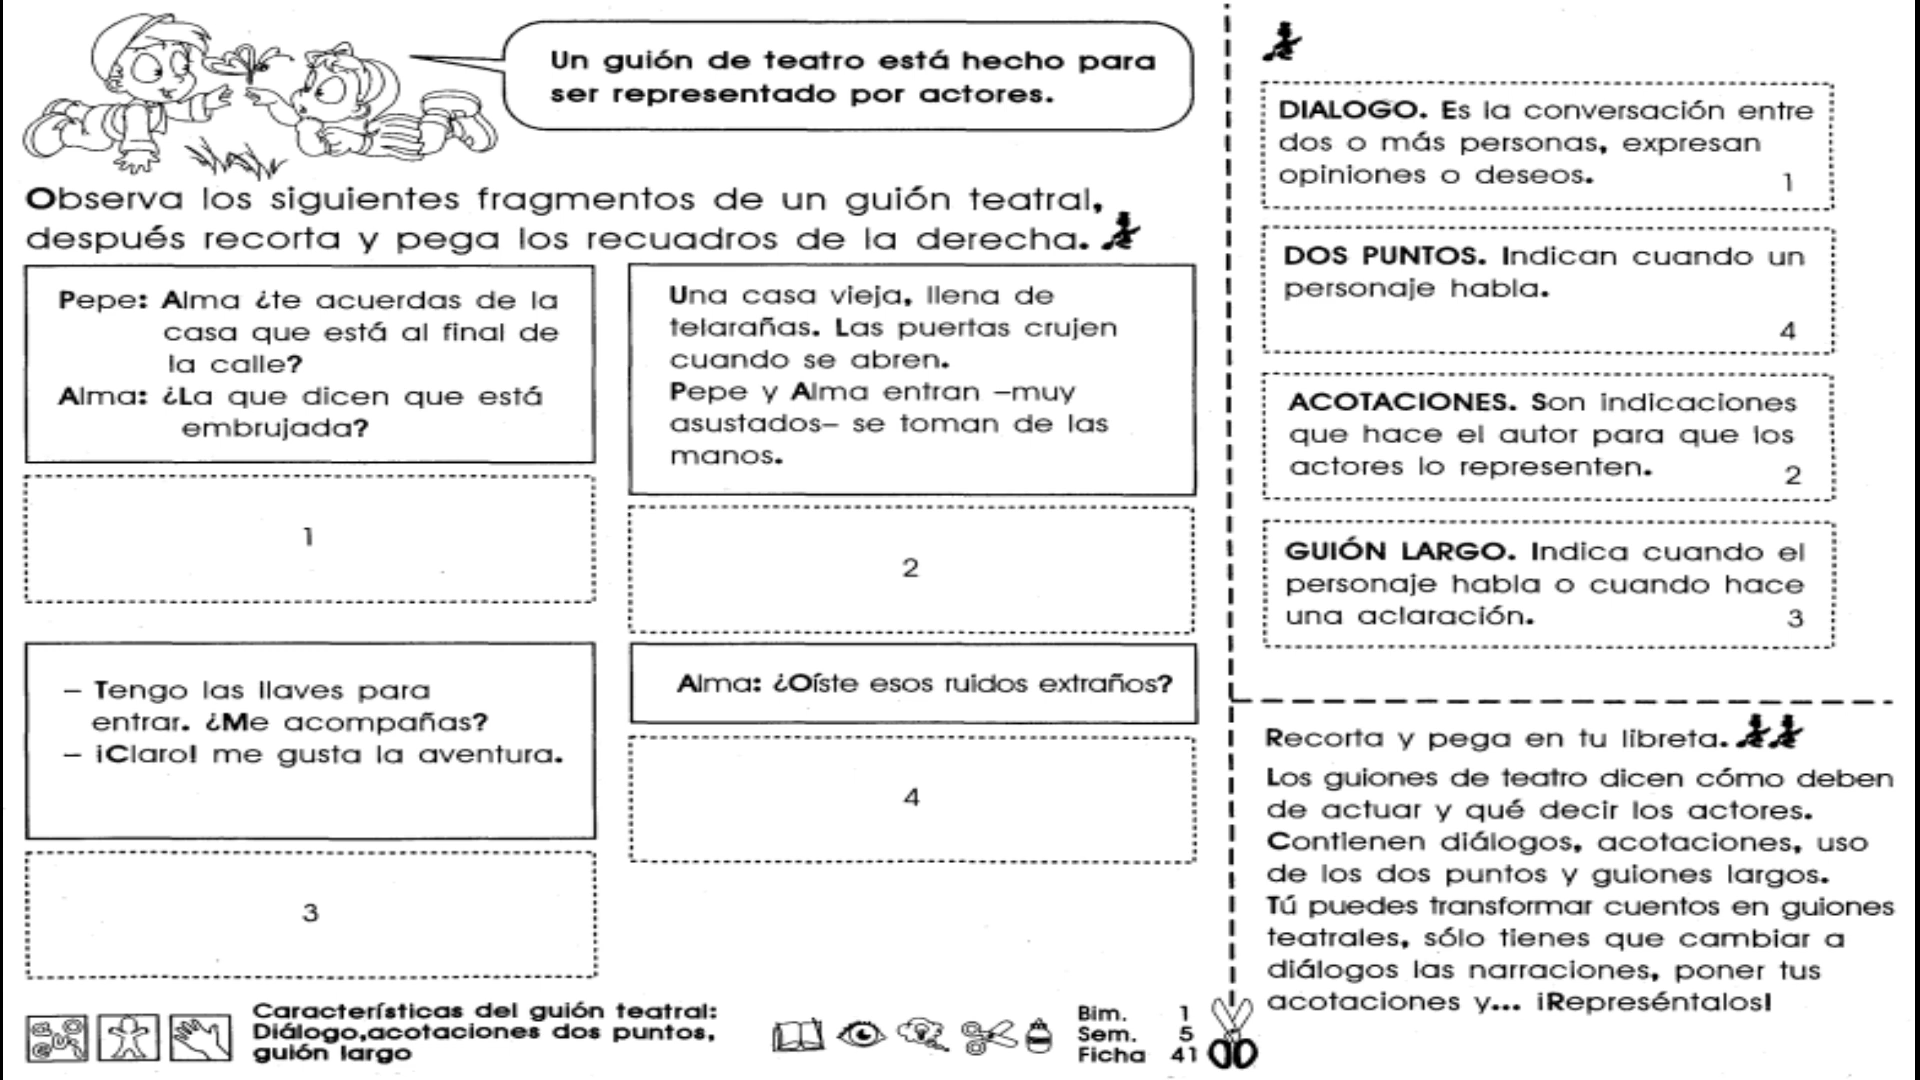 Un guión de teatro está hecho para
ser representado por actores.
Observa los siguientes fragmentos de un guión teatral,
después recorta y pega los recuadros de la derecha.
Pepe: Alma ¿te acuerdas de la
casa que está al final de
la calle?
Alma: ¿La que dicen que está
embrujada?
1
Una casa vieja, llena de
telarañas. Las puertas crujen
cuando se abren.
Pepe y Alma entran –muy
asustados– se toman de las
manos.
2
– Tengo las llaves para
entrar. ¿Me acompañas?
– ¡Claro! me gusta la aventura.
3
Alma: ¿Oíste esos ruidos extraños?
4
DIALOGO. Es la conversación entre
dos o más personas, expresan
opiniones o deseos.
1
DOS PUNTOS. Indican cuando un
personaje habla.
4
ACOTACIONES. Son indicaciones
que hace el autor para que los
actores lo representen.
2
GUIÓN LARGO. Indica cuando el
personaje habla o cuando hace
una aclaración.
3
Recorta y pega en tu libreta.
Los guiones de teatro dicen cómo deben
de actuar y qué decir los actores.
Contienen diálogos, acotaciones, uso
de los dos puntos y guiones largos.
Tú puedes transformar cuentos en guiones
teatrales, sólo tienes que cambiar a
diálogos las narraciones, poner tus
acotaciones y... ¡Represéntalos!
Características del guión teatral:
Diálogo,acotaciones dos puntos,
guión largo
Bim. 1
Sem. 5
Ficha 41